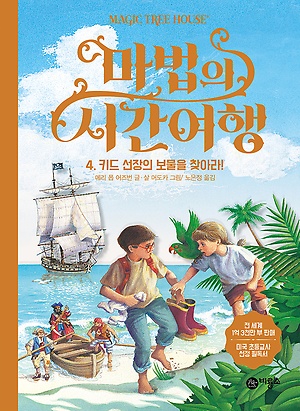 MAGIC TREE HOUSE®
마법의
시간여행
4. 키드 선장의 보물을 찾아라!
메리 폽 어즈번 글·살 머도카 그림/ 노은정 옮김
전 세계
1억 3천만 부 판매
미국 초등교사
선정 필독서
비룡소